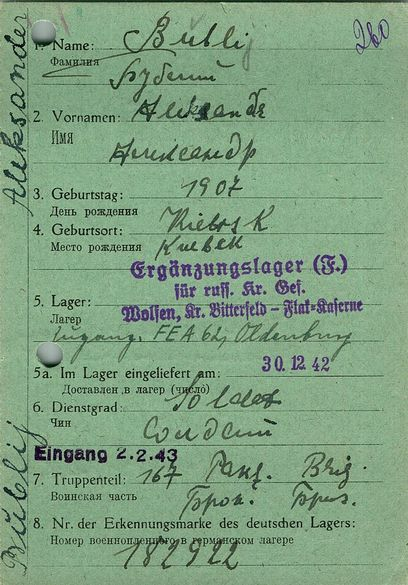 260
1. Name: Bublij
Фамилия
Бублий
2. Vornamen: Aleksandr
Имя
Александр
3. Geburtstag: 1907
День рождения
4. Geburtsort:
Место рождения
Ergänzungslager (F.)
für russ. Kr. Gef.
Wolfen, Kr. Bitterfeld – Flak-Kaserne
5. Lager:
Лагерь
Zugang. FEA 62, Oldenburg
30. 12. 42
5a. Im Lager eingeliefert am:
Доставлен в лагерь (число)
6. Dienstgrad: Soldat
Чин
Солдат
Eingang 2.2.43
7. Truppenteil: 167 Brig.
Воинская часть
8. Nr. der Erkennungsmarke des deutschen Lagers:
Номер военнопленного в германском лагере
182922
Bublij Aleksander